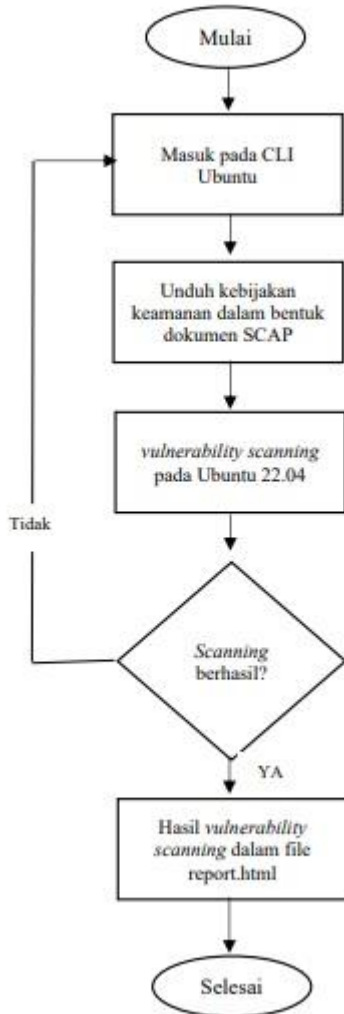 Mulai
Masuk pada CLI
Ubuntu
Unduh kebijakan
keamanan dalam bentuk
dokumen SCAP
vulnerability scanning
pada Ubuntu 22.04
Tidak
Scanning
berhasil?
YA
Hasil vulnerability
scanning dalam file
report.html
Selesai